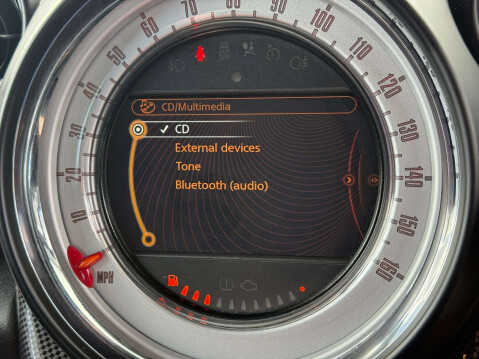 CD/Multimedia
✓ CD
External devices
Tone
Bluetooth (audio)
10
20
30
40
50
60
70
80
90
100
110
120
130
140
150
160
MPH